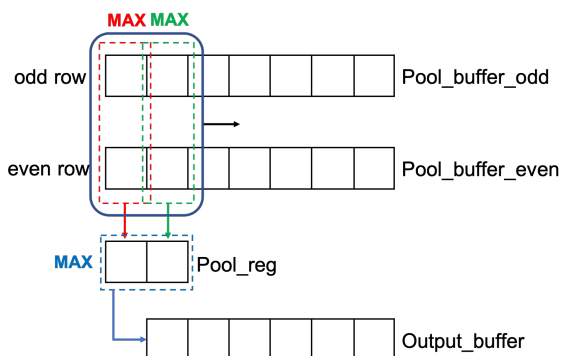 MAX MAX
odd row Pool_buffer_odd
even row Pool_buffer_even
MAX Pool_reg
Output_buffer